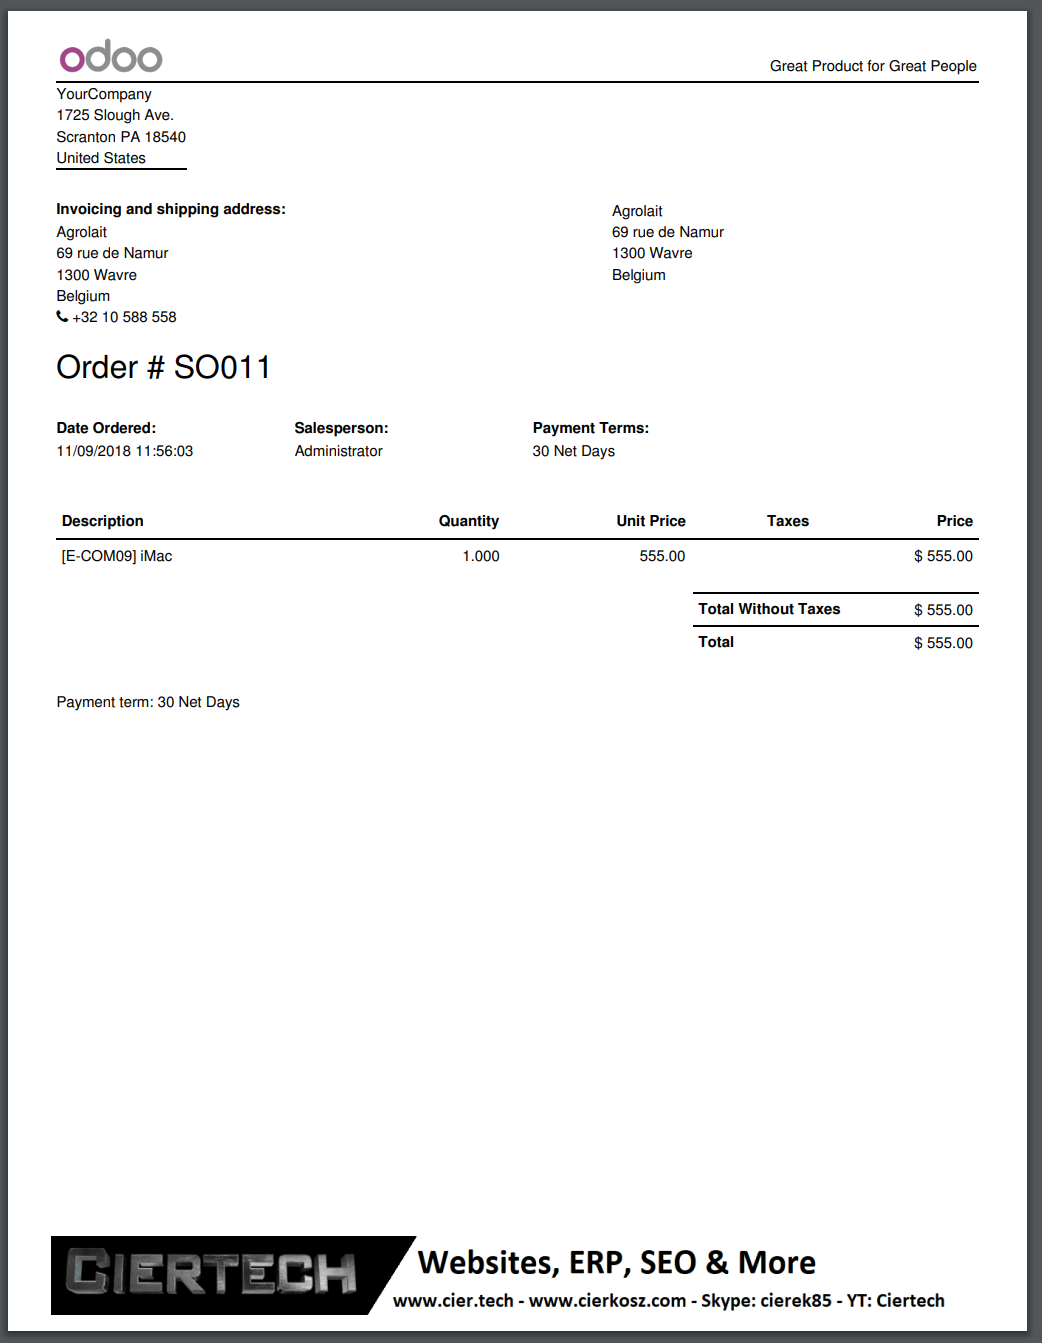 odoo
Great Product for Great People
YourCompany
1725 Slough Ave.
Scranton PA 18540
United States
Invoicing and shipping address:
Agrolait
69 rue de Namur
1300 Wavre
Belgium
+32 10 588 558
Agrolait
69 rue de Namur
1300 Wavre
Belgium
Order # SO011
Date Ordered: Salesperson: Payment Terms:
11/09/2018 11:56:03 Administrator 30 Net Days
Description Quantity Unit Price Taxes Price
[E-COM09] iMac 1.000 555.00 $ 555.00
Total Without Taxes $ 555.00
Total $ 555.00
Payment term: 30 Net Days
CIERTECH
Websites, ERP, SEO & More
www.cier.tech - www.cierkosz.com - Skype: cierek85 - YT: Ciertech